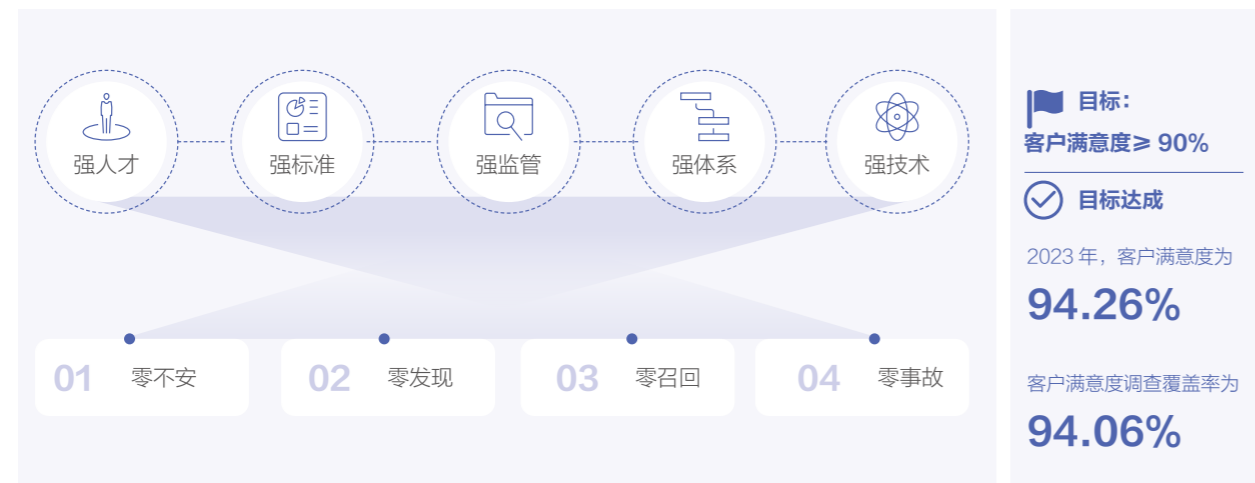 强人才
强标准
强监管
强体系
强技术
01 零不安
02 零发现
03 零召回
04 零事故
目标：
客户满意度≥ 90%
目标达成
2023 年，客户满意度为
94.26%
客户满意度调查覆盖率为
94.06%